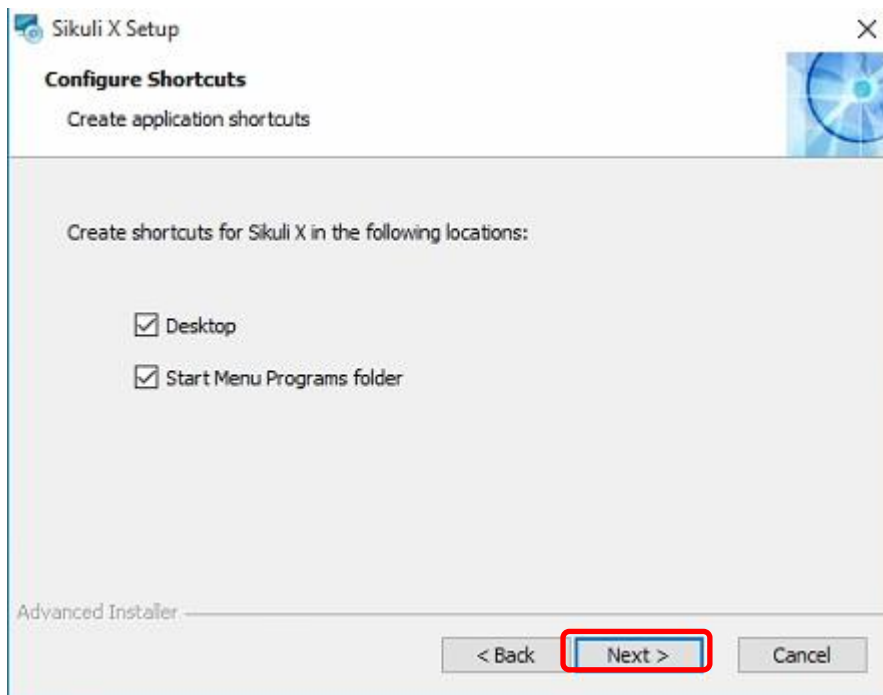 Sikuli X Setup
Configure Shortcuts
Create application shortcuts
Create shortcuts for Sikuli X in the following locations:
Desktop
Start Menu Programs folder
Advanced Installer
< Back Next > Cancel